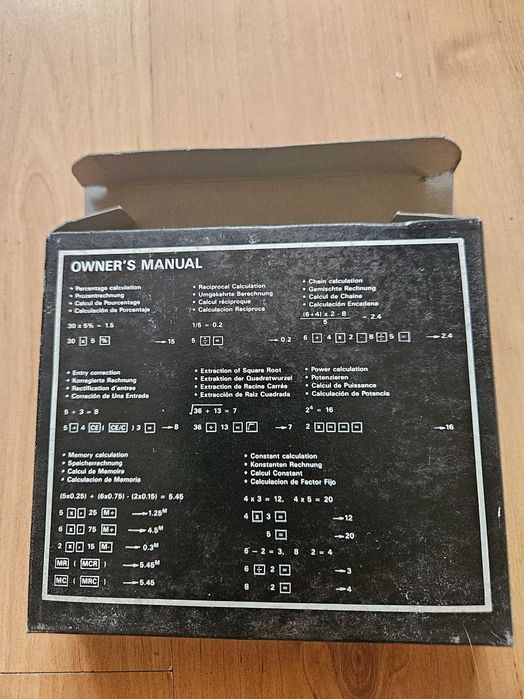 OWNER'S MANUAL
• Percentage calculation
• Prozentrechnung
• Calcul de Pourcentage
• Calculación de Porcentaje
30 x 5% = 1.5
30 [x] 5 [%] →15
• Reciprocal Calculation
• Umgekehrte Berechnung
• Calcul réciproque
• Calculacion Reciproca
1/5 = 0.2
5 [÷] [=] →0.2
• Chain calculation
• Gemischte Rechnung
• Calcul de Chaine
• Calculación Encadena
(6+4) x 2 - 8
5
= 2.4
6 [+] 4 [x] 2 [-] 8 [÷] 5 [=] →2.4
• Entry correction
• Korregierte Rechnung
• Rectification d'entree
• Corración de Una Entrada
5 + 3 = 8
5 [+] 4 [CE] ( [CE/C] ) 3 [=] →8
• Extraction of Square Root
• Extraktion der Quadratwurzel
• Extraction de Racine Carrée
• Extracción de Raiz Cuadrada
√36 + 13 = 7
36 [+] 13 [=] [√] →7
• Power calculation
• Potenzieren
• Calcul de Puissance
• Calculación de Potencia
2⁴ = 16
2 [x] [=] [=] [=] →16
• Memory calculation
• Speicherrechnung
• Calcul de Memoire
• Calculacion de Memoria
(5x0.25) + (6x0.75) - (2x0.15) = 5.45
5 [x] [·] [M+] →1.25ᴹ
6 [x] [·] 75 [M+] →4.5ᴹ
2 [x] [·] 15 [M-] →0.3ᴹ
[MR] ( [MCR] ) →5.45ᴹ
[MC] ( [MRC] ) →5.45
• Constant calculation
• Konstanten Rechnung
• Calcul Constant
• Calculacion de Factor Fijo
4 x 3 = 12, 4 x 5 = 20
4 [x] 3 [=] →12
5 [=] →20
6 - 2 = 3, 8 2 = 4
6 [÷] 2 [=] →3
8 2 [=] →4